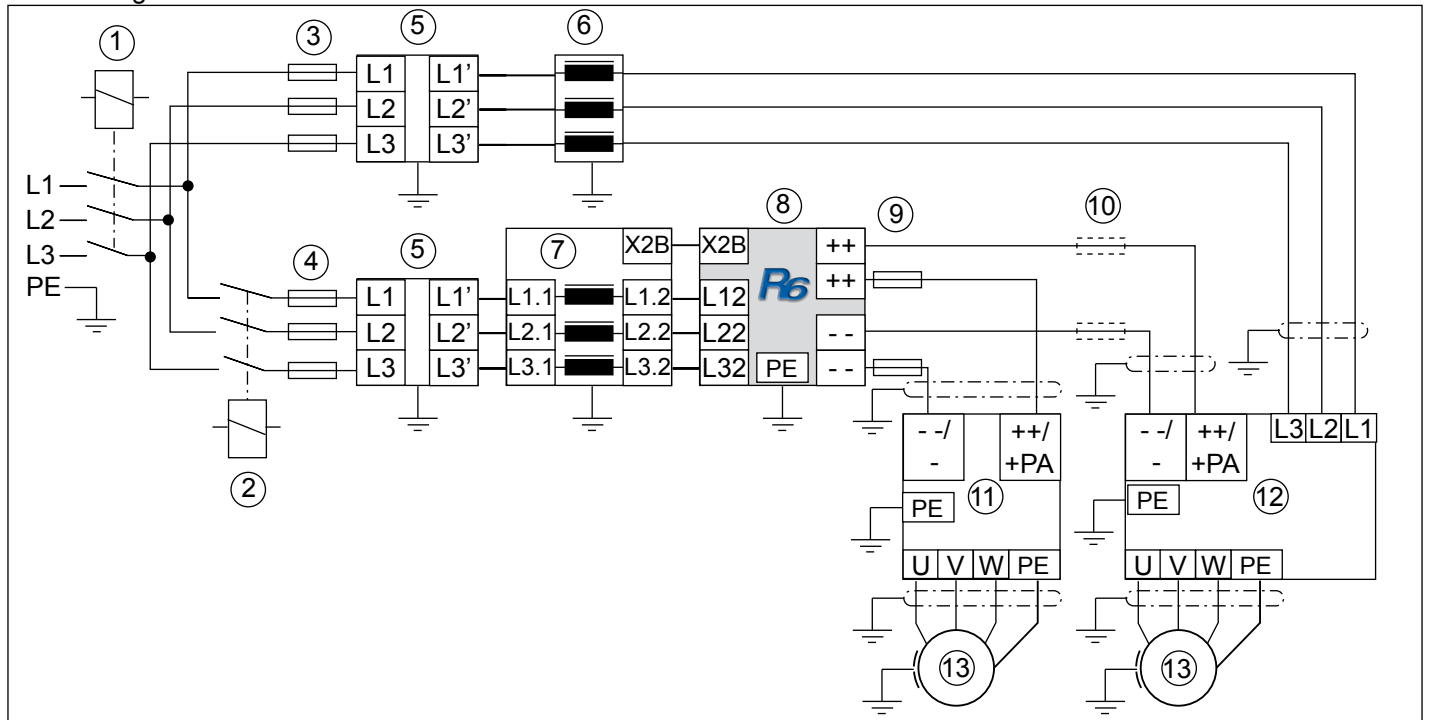 1
3
5
6
L1 L1'
L2 L2'
L3 L3'
L1
L2
L3
PE
4
5
7
8
9
10
X2B X2B ++
R6 ++
L1 L1' L1.1 L1.2 L12
L2 L2' L2.1 L2.2 L22 - -
L3 L3' L3.1 L3.2 L32 PE - -
2
- -/ ++/
- +PA
PE
11
U V W PE
13
- -/ ++/ L3 L2 L1
- +PA
PE
12
U V W PE
13